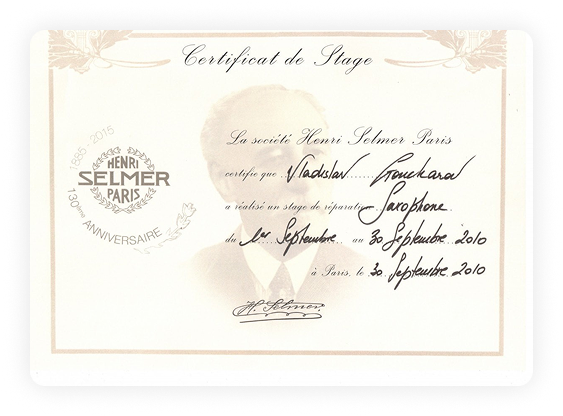 Certificat de Stage
La société Henri Selmer Paris
certifie que Vladislav
a réalisé un stage de réparation Saxophone.
du 1er Septembre au 30 Septembre 2010
à Paris, le 30 Septembre 2010
H. Selmer
1885 - 2015
HENRI
SELMER
PARIS
130ème ANNIVERSAIRE